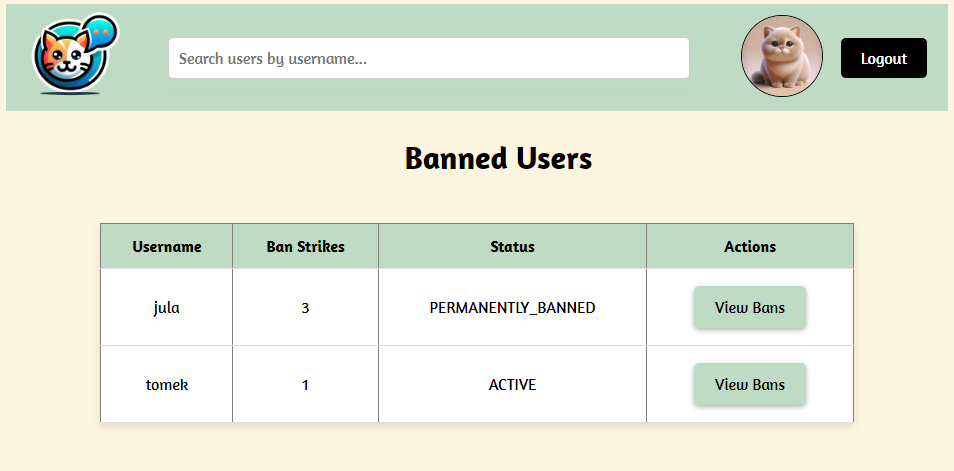 Search users by username...
Logout
Banned Users
Username Ban Strikes Status Actions
jula 3 PERMANENTLY_BANNED View Bans
tomek 1 ACTIVE View Bans